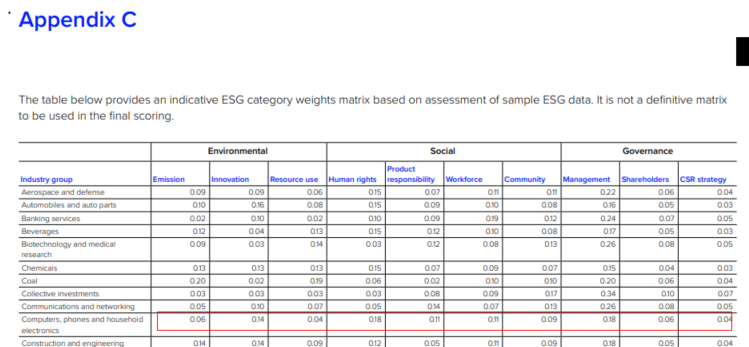 Appendix C
The table below provides an indicative ESG category weights matrix based on assessment of sample ESG data. It is not a definitive matrix
to be used in the final scoring.
Environmental Social Governance
Industry group Emission Innovation Resource use Human rights Product responsibility Workforce Community Management Shareholders CSR strategy
Aerospace and defense 0.09 0.09 0.06 0.15 0.07 0.11 0.11 0.22 0.06 0.04
Automobiles and auto parts 0.10 0.16 0.08 0.15 0.09 0.10 0.08 0.16 0.05 0.03
Banking services 0.02 0.10 0.02 0.10 0.09 0.19 0.12 0.24 0.07 0.05
Beverages 0.12 0.04 0.13 0.15 0.12 0.10 0.08 0.17 0.05 0.03
Biotechnology and medical
research 0.09 0.03 0.14 0.03 0.12 0.08 0.13 0.26 0.08 0.05
Chemicals 0.13 0.13 0.13 0.15 0.07 0.09 0.07 0.15 0.04 0.03
Coal 0.20 0.02 0.19 0.06 0.02 0.10 0.10 0.20 0.06 0.04
Collective investments 0.03 0.03 0.03 0.03 0.08 0.09 0.17 0.34 0.10 0.07
Communications and networking 0.05 0.10 0.07 0.05 0.14 0.07 0.13 0.26 0.08 0.05
Computers, phones and household
electronics 0.06 0.14 0.04 0.18 0.11 0.11 0.09 0.18 0.06 0.04
Construction and engineering 0.14 0.14 0.09 0.12 0.05 0.11 0.09 0.18 0.05 0.04